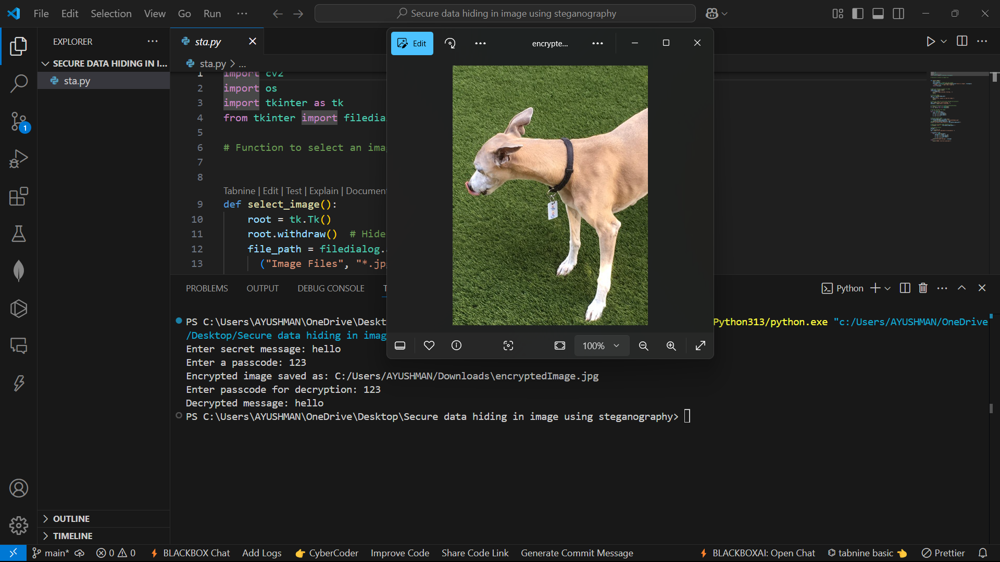 File Edit Selection View Go Run ···
Secure data hiding in image using steganography
EXPLORER
SECURE DATA HIDING IN I...
sta.py
1
OUTLINE
TIMELINE
sta.py
sta.py > ...
1 import cv2
2 import os
3 import tkinter as tk
4 from tkinter import filedia
5
6 # Function to select an ima
7
8
Tabnine | Edit | Test | Explain | Document
9 def select_image():
10 root = tk.Tk()
11 root.withdraw() # Hide
12 file_path = filedialog.
13 ("Image Files", "*.jp
Edit
encrypte...
100%
PROBLEMS OUTPUT DEBUG CONSOLE T
Python
PS C:\Users\AYUSHMAN\OneDrive\Deskt
Python313/python.exe "c:/Users/AYUSHMAN/OneDrive
/Desktop/Secure data hiding in imag
Enter secret message: hello
Enter a passcode: 123
Encrypted image saved as: C:/Users/AYUSHMAN/Downloads\encryptedImage.jpg
Enter passcode for decryption: 123
Decrypted message: hello
PS C:\Users\AYUSHMAN\OneDrive\Desktop\Secure data hiding in image using steganography>
main* 0 0 BLACKBOX Chat Add Logs CyberCoder Improve Code Share Code Link Generate Commit Message BLACKBOXAI: Open Chat tabnine basic Prettier